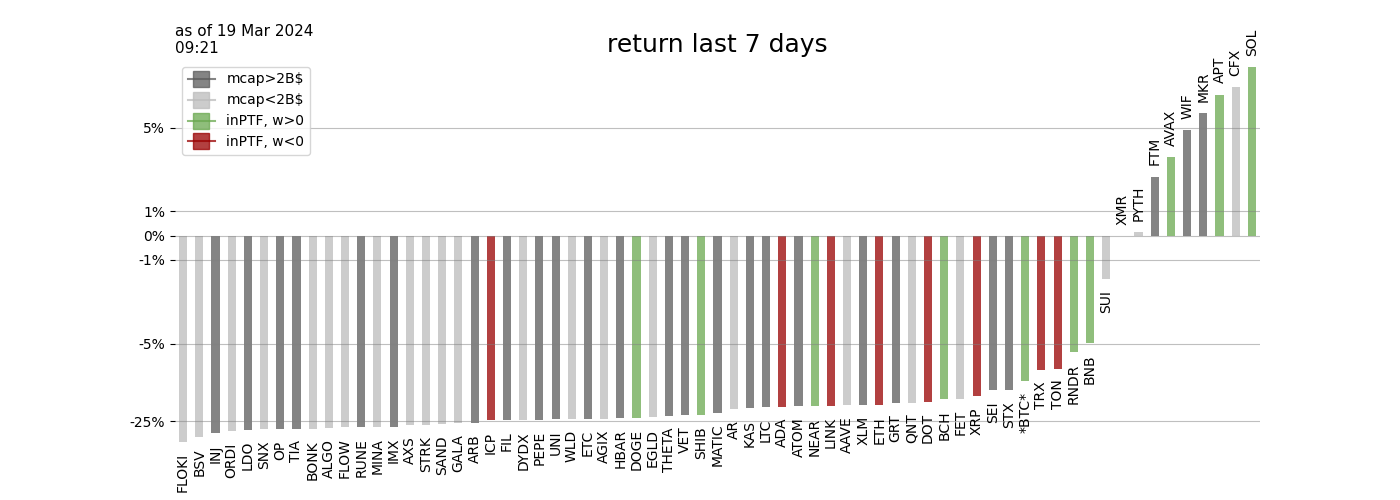 as of 19 Mar 2024
09:21
return last 7 days
mcap>2B$
mcap<2B$
inPTF, w>0
inPTF, w<0
5%
1%
0%
-1%
-5%
-25%
FLOKI
BSV
INJ
ORDI
LDO
SNX
OP
TIA
BONK
ALGO
FLOW
RUNE
MINA
IMX
AXS
STRK
SAND
GALA
ARB
ICP
FIL
DYDX
PEPE
UNI
WLD
ETC
AGIX
HBAR
DOGE
EGLD
THETA
VET
SHIB
MATIC
AR
KAS
LTC
ADA
ATOM
NEAR
LINK
AAVE
XLM
ETH
GRT
QNT
DOT
BCH
FET
XRP
SEI
STX
*BTC*
TRX
TON
RNDR
BNB
SUI
XMR
PYTH
FTM
AVAX
WIF
MKR
APT
CFX
SOL